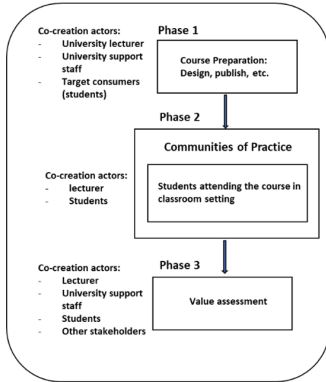 Co-creation actors:
- University lecturer
- University support
staff
- Target consumers
(students)
Phase 1
Course Preparation:
Design, publish, etc.
Phase 2
Communities of Practice
Co-creation actors:
- lecturer
- Students
Students attending the course in
classroom setting
Phase 3
Co-creation actors:
- Lecturer
- University support
staff
- Students
- Other stakeholders
Value assessment